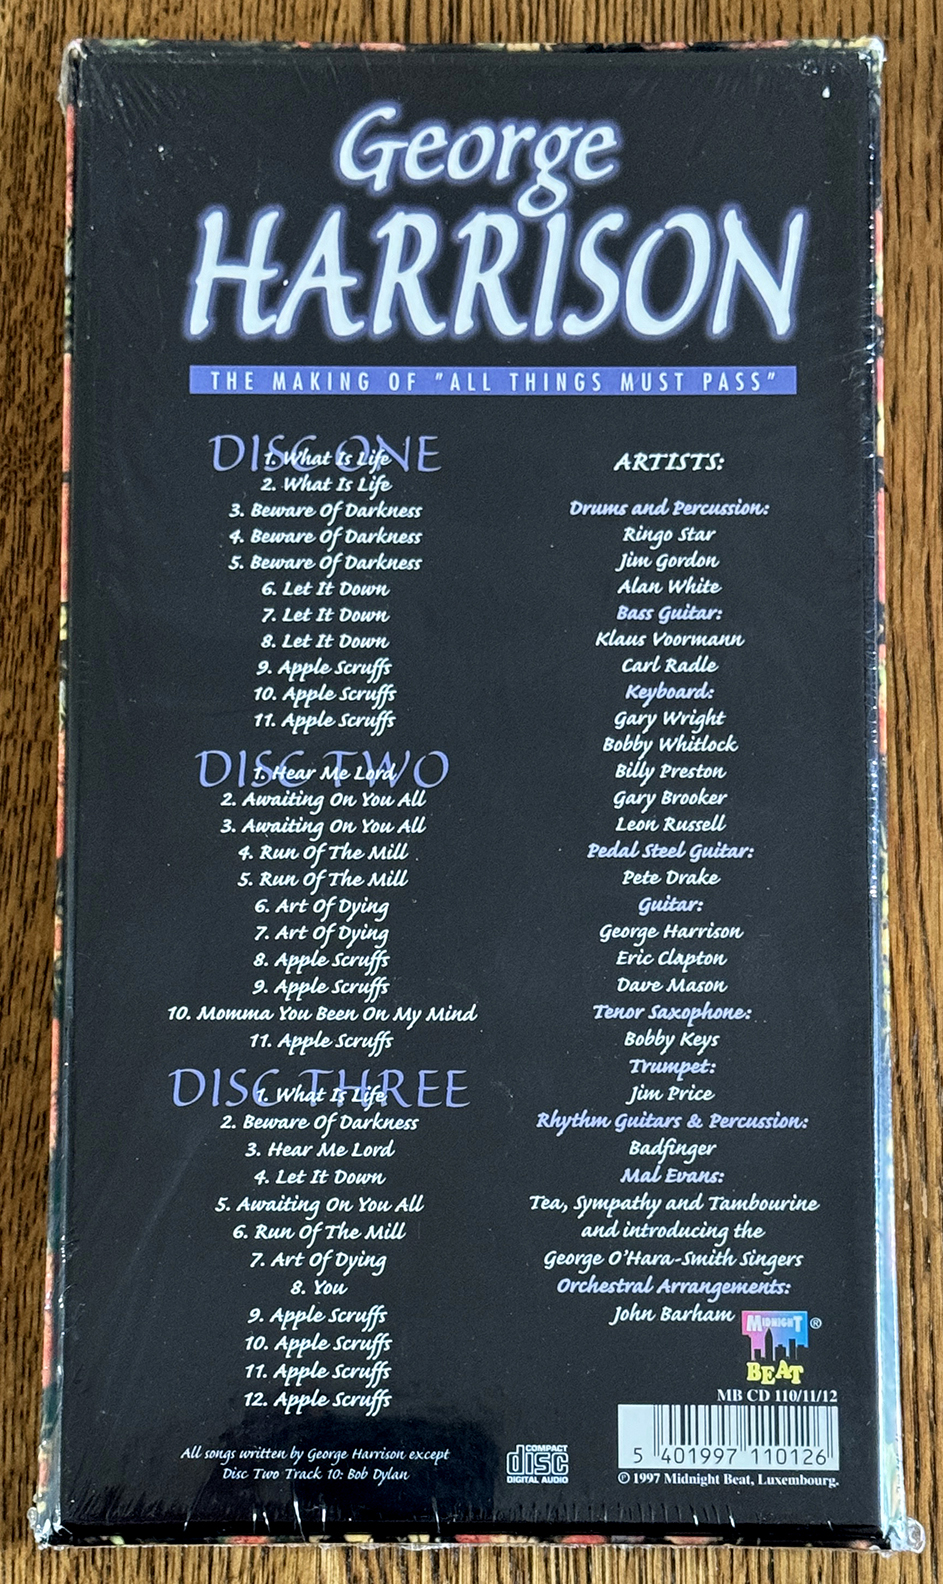 George
HARRISON
THE MAKING OF "ALL THINGS MUST PASS"
DISC ONE
1. What Is Life
2. What Is Life
3. Beware Of Darkness
4. Beware Of Darkness
5. Beware Of Darkness
6. Let It Down
7. Let It Down
8. Let It Down
9. Apple Scruffs
10. Apple Scruffs
11. Apple Scruffs
DISC TWO
1. Hear Me Lord
2. Awaiting On You All
3. Awaiting On You All
4. Run Of The Mill
5. Run Of The Mill
6. Art Of Dying
7. Art Of Dying
8. Apple Scruffs
9. Apple Scruffs
10. Momma You Been On My Mind
11. Apple Scruffs
DISC THREE
1. What Is Life
2. Beware Of Darkness
3. Hear Me Lord
4. Let It Down
5. Awaiting On You All
6. Run Of The Mill
7. Art Of Dying
8. You
9. Apple Scruffs
10. Apple Scruffs
11. Apple Scruffs
12. Apple Scruffs
All songs written by George Harrison except
Disc Two Track 10: Bob Dylan
ARTISTS:
Drums and Percussion:
Ringo Star
Jim Gordon
Alan White
Bass Guitar:
Klaus Voormann
Carl Radle
Keyboard:
Gary Wright
Bobby Whitlock
Billy Preston
Gary Brooker
Leon Russell
Pedal Steel Guitar:
Pete Drake
Guitar:
George Harrison
Eric Clapton
Dave Mason
Tenor Saxophone:
Bobby Keys
Trumpet:
Jim Price
Rhythm Guitars & Percussion:
Badfinger
Mal Evans:
Tea, Sympathy and Tambourine
and introducing the
George O'Hara-Smith Singers
Orchestral Arrangements:
John Barham
MIDNIGHT ®
BEAT
MB CD 110/11/12
COMPACT
disc
DIGITAL AUDIO
5 401997 110126
℗ 1997 Midnight Beat, Luxembourg.